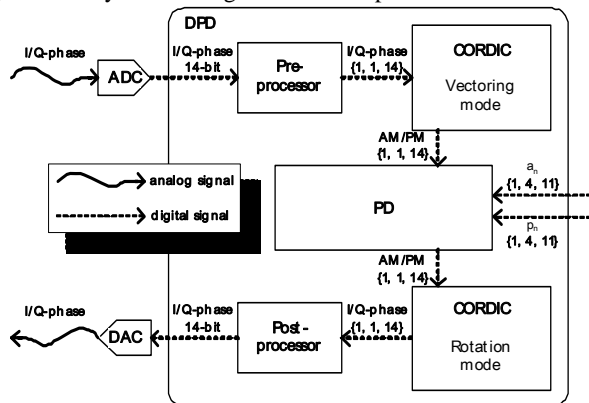 DPD
I/Q-phase
ADC
I/Q-phase
14-bit
Pre-
processor
I/Q-phase
{1, 1, 14}
CORDIC
Vectoring
mode
AM/PM
{1, 1, 14}
analog signal
digital signal
PD
aₙ
{1, 4, 11}
pₙ
{1, 4, 11}
AM/PM
{1, 1, 14}
I/Q-phase
DAC
I/Q-phase
14-bit
Post-
processor
I/Q-phase
{1, 1, 14}
CORDIC
Rotation
mode